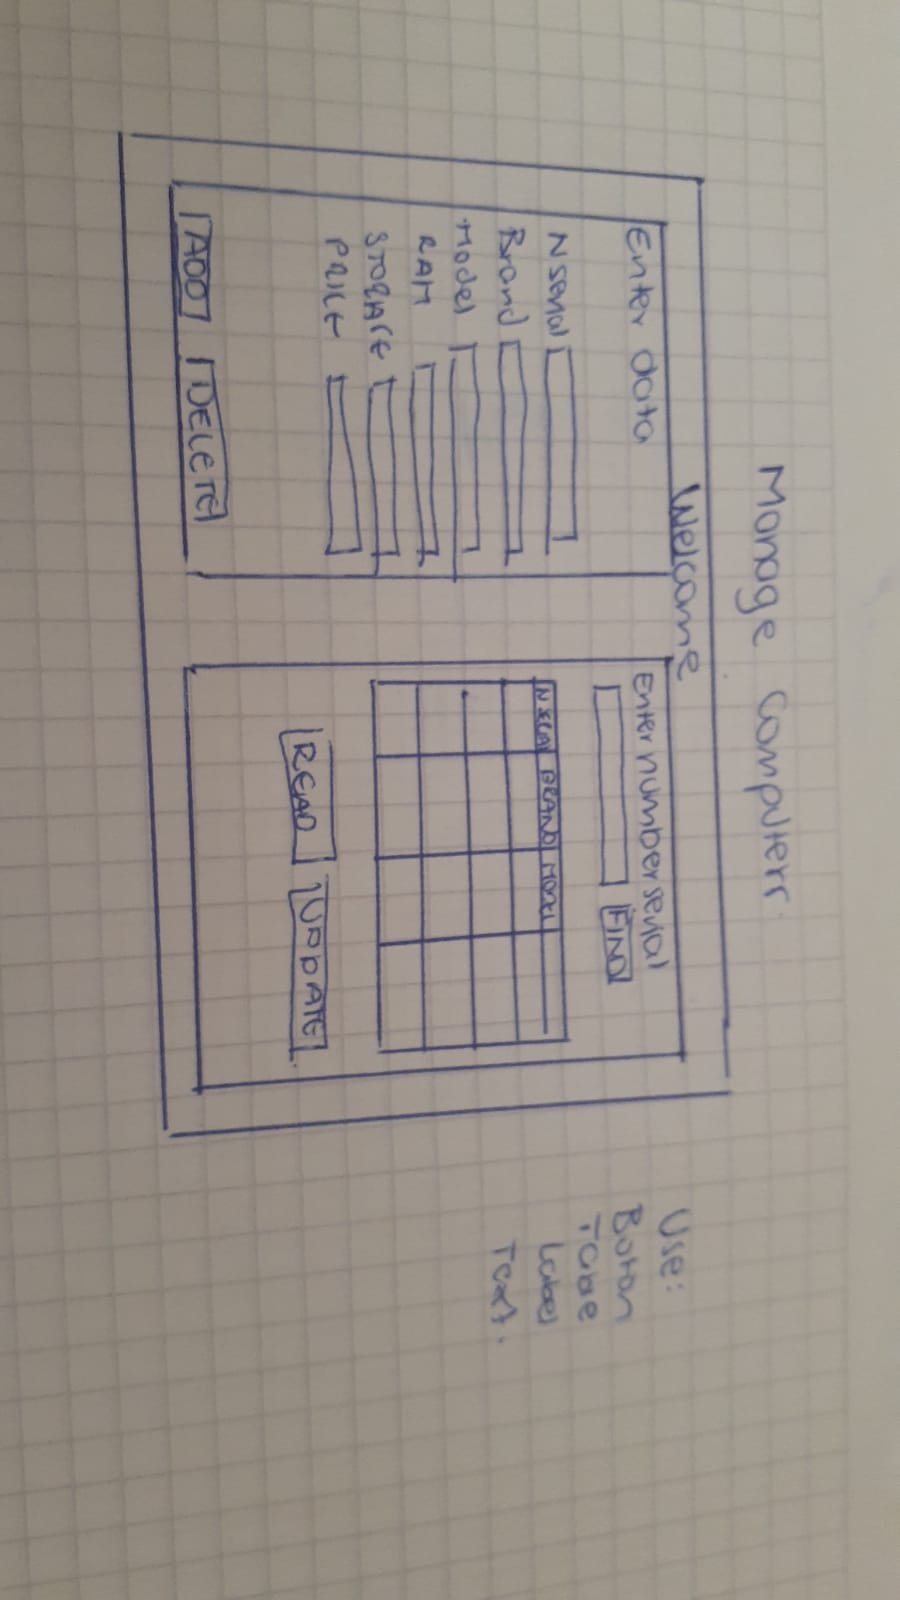 Manage Computerr.
Welcome
Enter data
N Serial
Brand
Model
RAM
STORAGE
PRICE
ADD DELETE
Enter number serial
FIND
N SERIAL BRAND MODEL
READ UPDATE
Use:
Boton
Table
Label
Text.